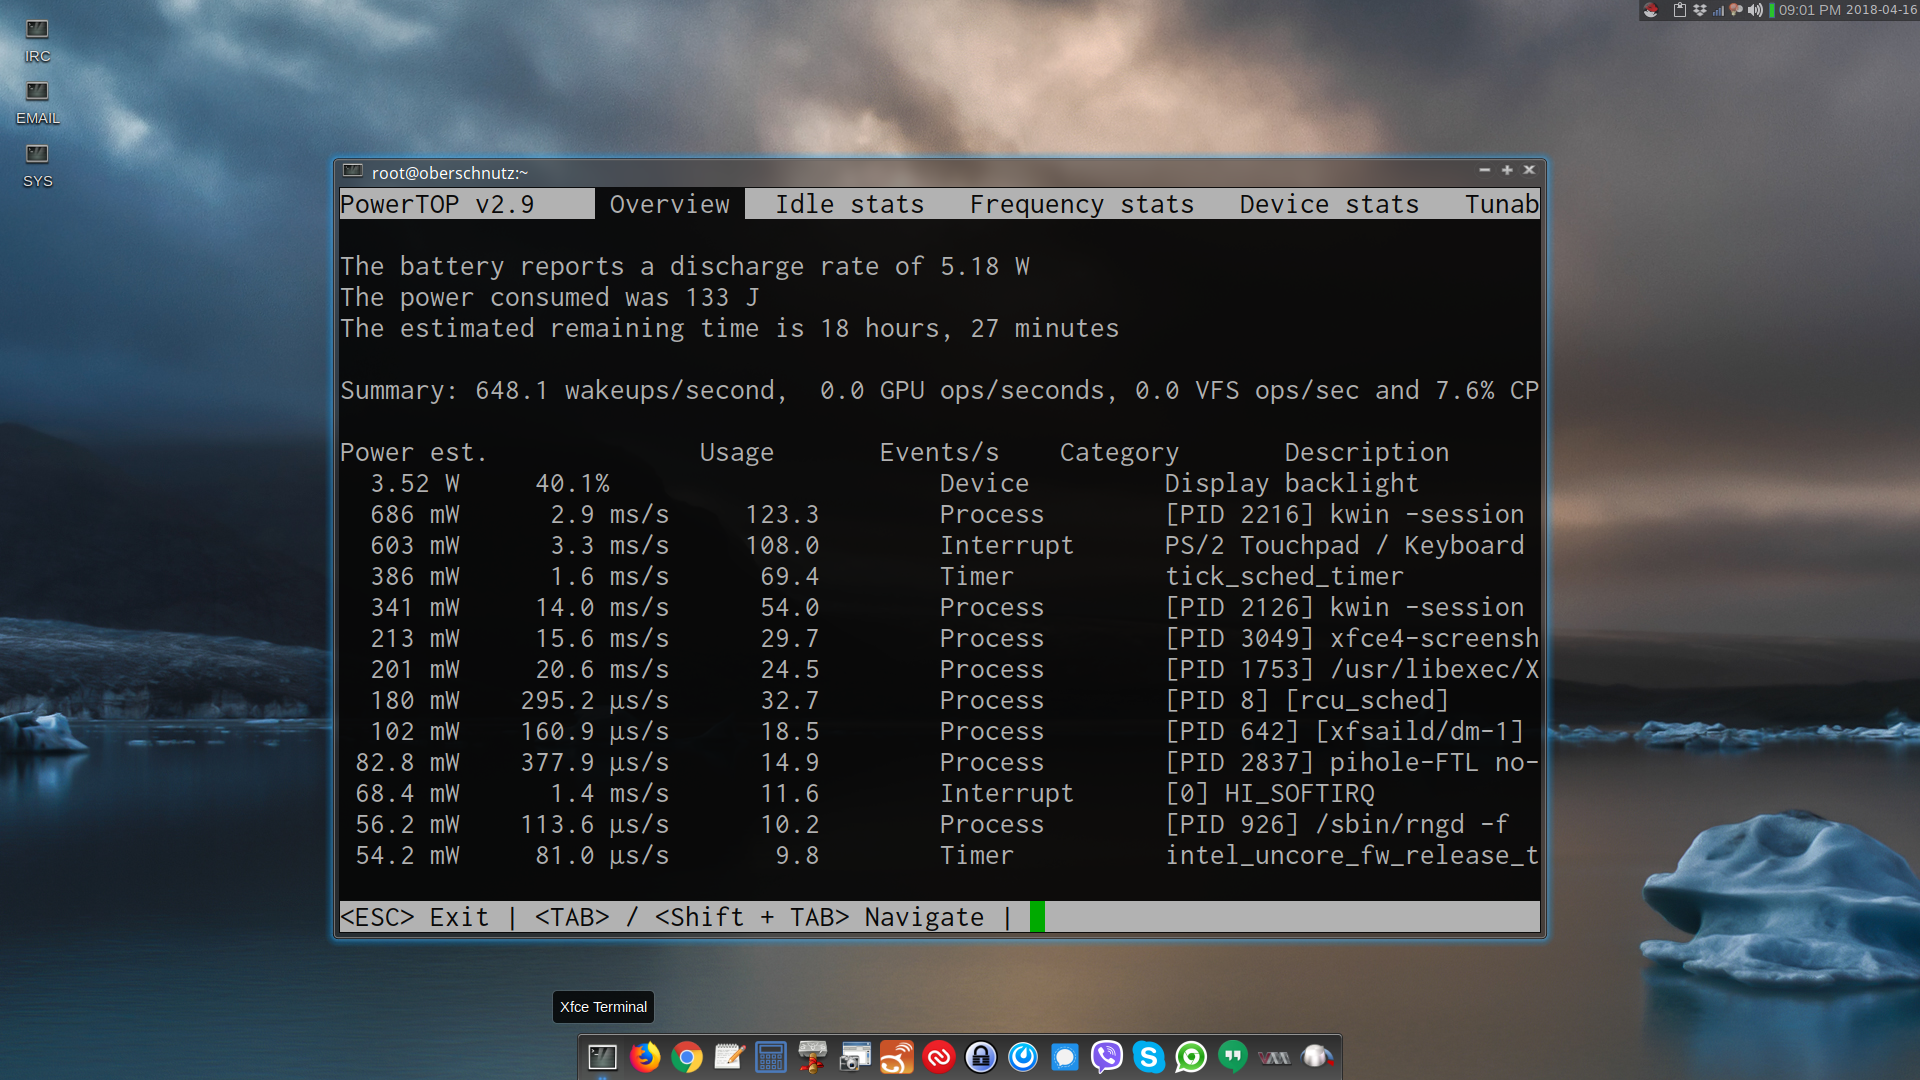 09:01 PM 2018-04-16
IRC
EMAIL
SYS
root@oberschnutz:~
PowerTOP v2.9 Overview Idle stats Frequency stats Device stats Tunab
The battery reports a discharge rate of 5.18 W
The power consumed was 133 J
The estimated remaining time is 18 hours, 27 minutes
Summary: 648.1 wakeups/second, 0.0 GPU ops/seconds, 0.0 VFS ops/sec and 7.6% CP
Power est. Usage Events/s Category Description
3.52 W 40.1% Device Display backlight
686 mW 2.9 ms/s 123.3 Process [PID 2216] kwin -session
603 mW 3.3 ms/s 108.0 Interrupt PS/2 Touchpad / Keyboard
386 mW 1.6 ms/s 69.4 Timer tick_sched_timer
341 mW 14.0 ms/s 54.0 Process [PID 2126] kwin -session
213 mW 15.6 ms/s 29.7 Process [PID 3049] xfce4-screensh
201 mW 20.6 ms/s 24.5 Process [PID 1753] /usr/libexec/X
180 mW 295.2 µs/s 32.7 Process [PID 8] [rcu_sched]
102 mW 160.9 µs/s 18.5 Process [PID 642] [xfsaild/dm-1]
82.8 mW 377.9 µs/s 14.9 Process [PID 2837] pihole-FTL no-
68.4 mW 1.4 ms/s 11.6 Interrupt [0] HI_SOFTIRQ
56.2 mW 113.6 µs/s 10.2 Process [PID 926] /sbin/rngd -f
54.2 mW 81.0 µs/s 9.8 Timer intel_uncore_fw_release_t
<ESC> Exit | <TAB> / <Shift + TAB> Navigate |
Xfce Terminal